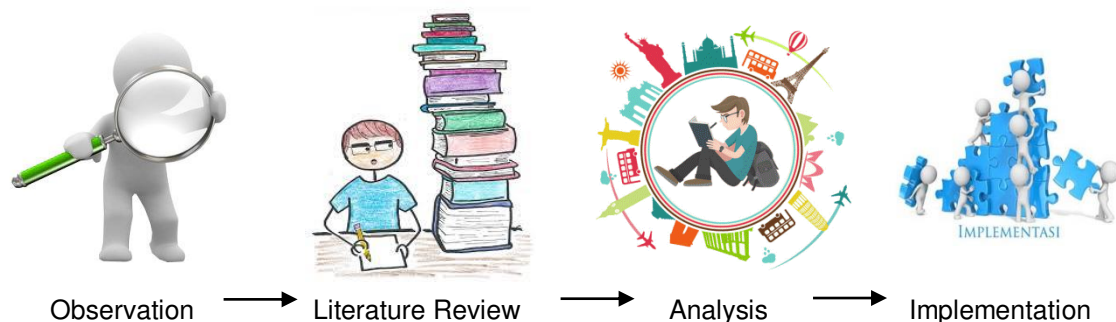 IMPLEMENTASI
Observation
Literature Review
Analysis
Implementation